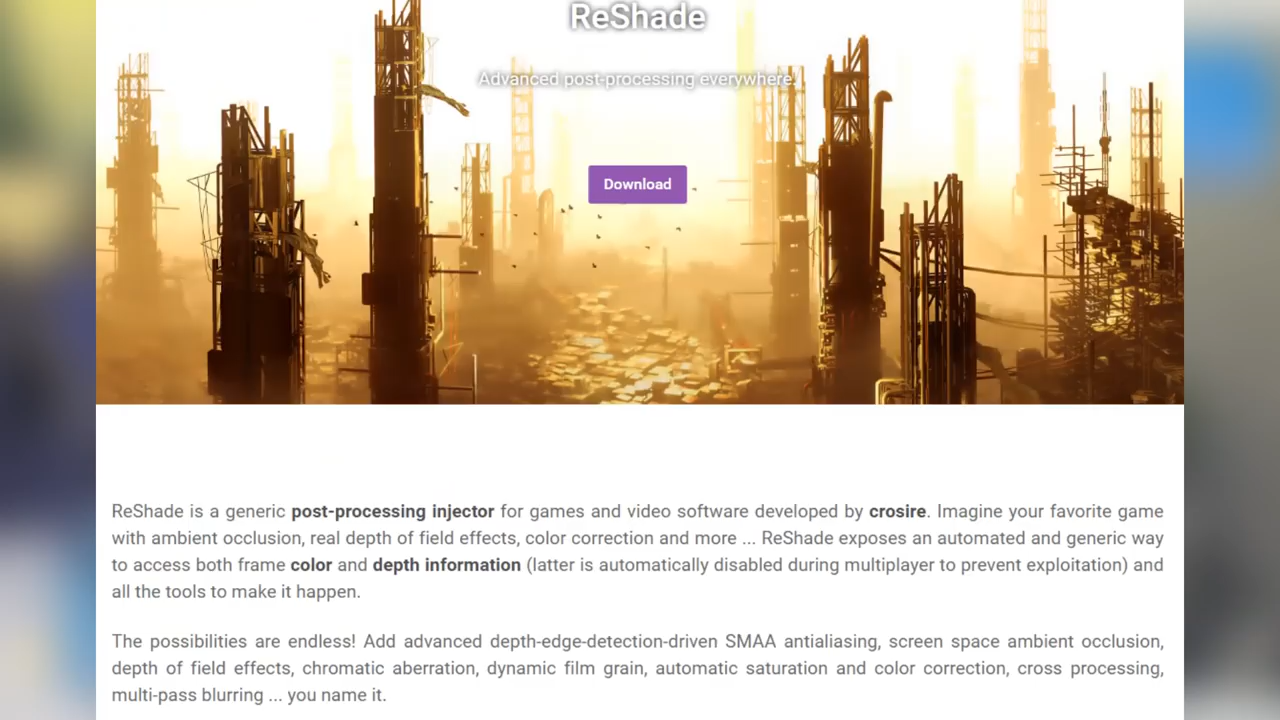 ReShade
Advanced post-processing everywhere.
Download
ReShade is a generic post-processing injector for games and video software developed by crosire. Imagine your favorite game
with ambient occlusion, real depth of field effects, color correction and more ... ReShade exposes an automated and generic way
to access both frame color and depth information (latter is automatically disabled during multiplayer to prevent exploitation) and
all the tools to make it happen.
The possibilities are endless! Add advanced depth-edge-detection-driven SMAA antialiasing, screen space ambient occlusion,
depth of field effects, chromatic aberration, dynamic film grain, automatic saturation and color correction, cross processing,
multi-pass blurring ... you name it.